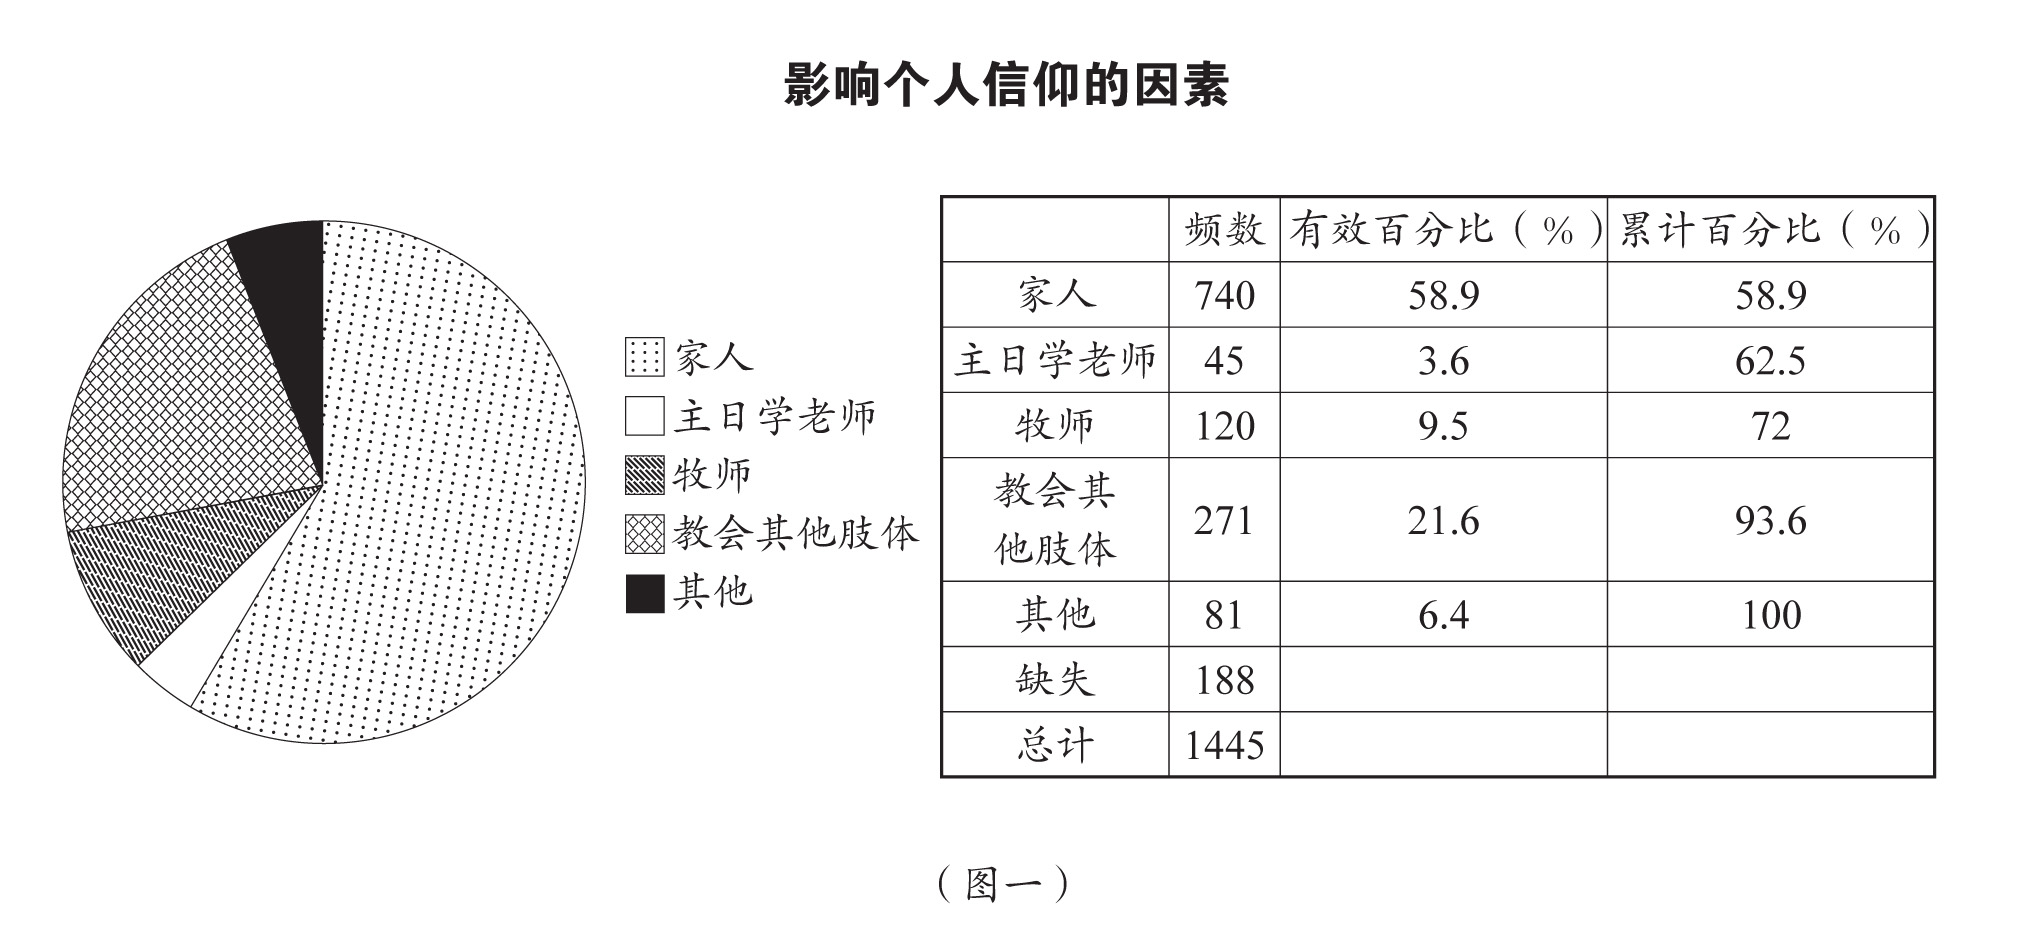 影响个人信仰的因素
家人
主日学老师
牧师
教会其他肢体
其他
频数 有效百分比（%） 累计百分比（%）
家人 740 58.9 58.9
主日学老师 45 3.6 62.5
牧师 120 9.5 72
教会其
他肢体 271 21.6 93.6
其他 81 6.4 100
缺失 188
总计 1445
（图一）